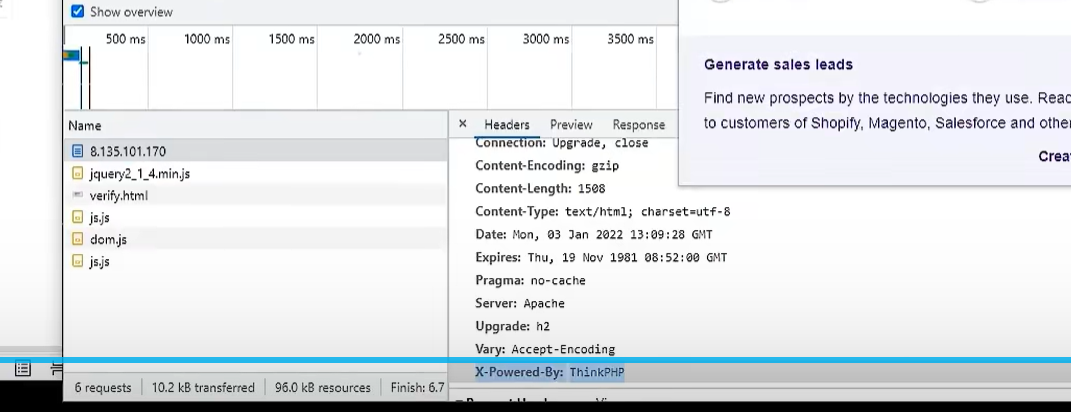 Show overview
500 ms 1000 ms 1500 ms 2000 ms 2500 ms 3000 ms 3500 ms
Generate sales leads
Find new prospects by the technologies they use. Reac
to customers of Shopify, Magento, Salesforce and othe
Crea
Name
8.135.101.170
jquery2_1_4.min.js
verify.html
js.js
dom.js
js.js
× Headers Preview Response
Connection: Upgrade, close
Content-Encoding: gzip
Content-Length: 1508
Content-Type: text/html; charset=utf-8
Date: Mon, 03 Jan 2022 13:09:28 GMT
Expires: Thu, 19 Nov 1981 08:52:00 GMT
Pragma: no-cache
Server: Apache
Upgrade: h2
Vary: Accept-Encoding
X-Powered-By: ThinkPHP
6 requests 10.2 kB transferred 96.0 kB resources Finish: 6.7